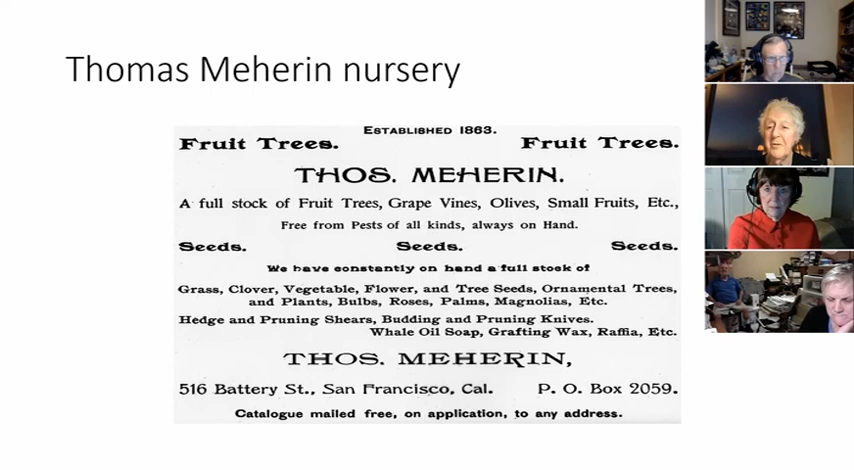 Thomas Meherin nursery
ESTABLISHED 1863.
Fruit Trees. Fruit Trees.
THOS. MEHERIN.
A full stock of Fruit Trees, Grape Vines, Olives, Small Fruits, Etc.,
Free from Pests of all kinds, always on Hand.
Seeds. Seeds. Seeds.
We have constantly on hand a full stock of
Grass, Clover, Vegetable, Flower, and Tree Seeds, Ornamental Trees,
and Plants, Bulbs, Roses, Palms, Magnolias, Etc.
Hedge and Pruning Shears, Budding and Pruning Knives.
Whale Oil Soap, Grafting Wax, Raffia, Etc.
THOS. MEHERIN,
516 Battery St., San Francisco, Cal. P. O. Box 2059.
Catalogue mailed free, on application, to any address.